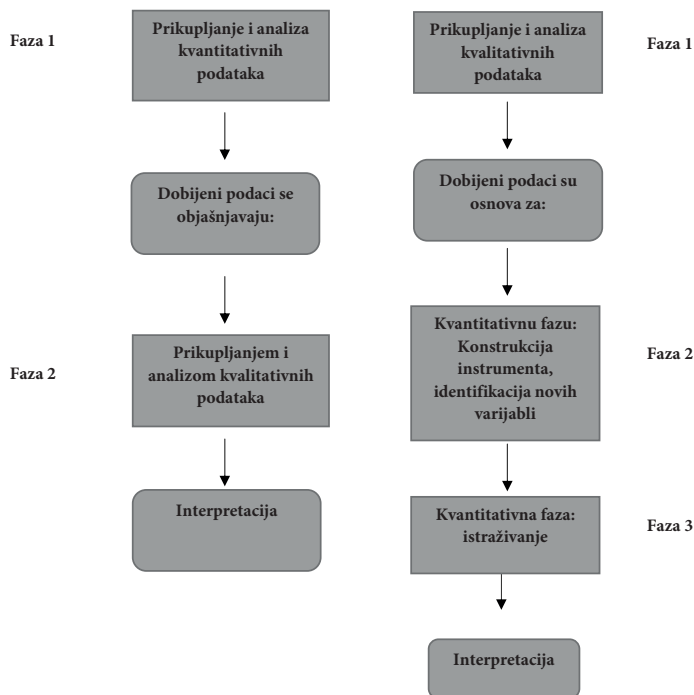 Faza 1
Prikupljanje i analiza
kvantitativnih
podataka
Dobijeni podaci se
objašnjavaju:
Faza 2
Prikupljanjem i
analizom kvalitativnih
podataka
Interpretacija
Prikupljanje i analiza
kvalitativnih
podataka
Faza 1
Dobijeni podaci su
osnova za:
Kvantitativnu fazu:
Konstrukcija
instrumenta,
identifikacija novih
varijabli
Faza 2
Kvantitativna faza:
istraživanje
Faza 3
Interpretacija